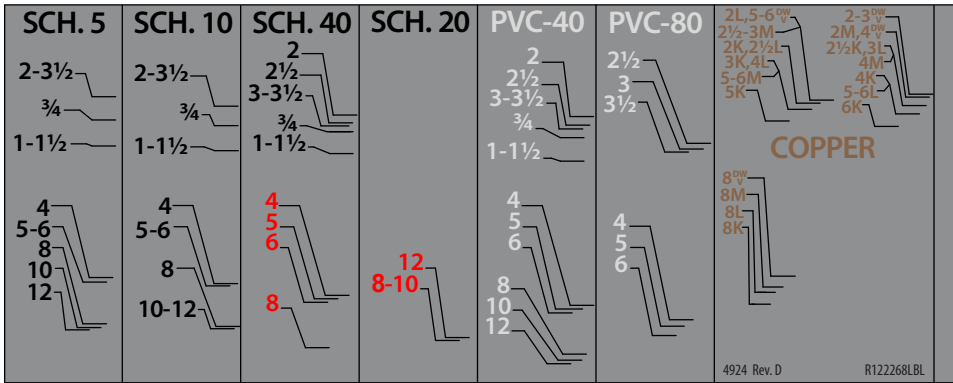 SCH. 5
2-3½
¾
1-1½
4
5-6
8
10
12
SCH. 10
2-3½
¾
1-1½
4
5-6
8
10-12
SCH. 40
2
2½
3-3½
¾
1-1½
4
5
6
8
SCH. 20
12
8-10
PVC-40
2
2½
3-3½
¾
1-1½
4
5
6
8
10
12
PVC-80
2½
3
3½
4
5
6
2L,5-6DWV
2½-3M
2K,2½L
3K,4L
5-6M
5K
2-3DWV
2M,4DWV
2½K,3L
4M
4K
5-6L
6K
COPPER
8DWV
8M
8L
8K
4924 Rev. D
R122268LBL